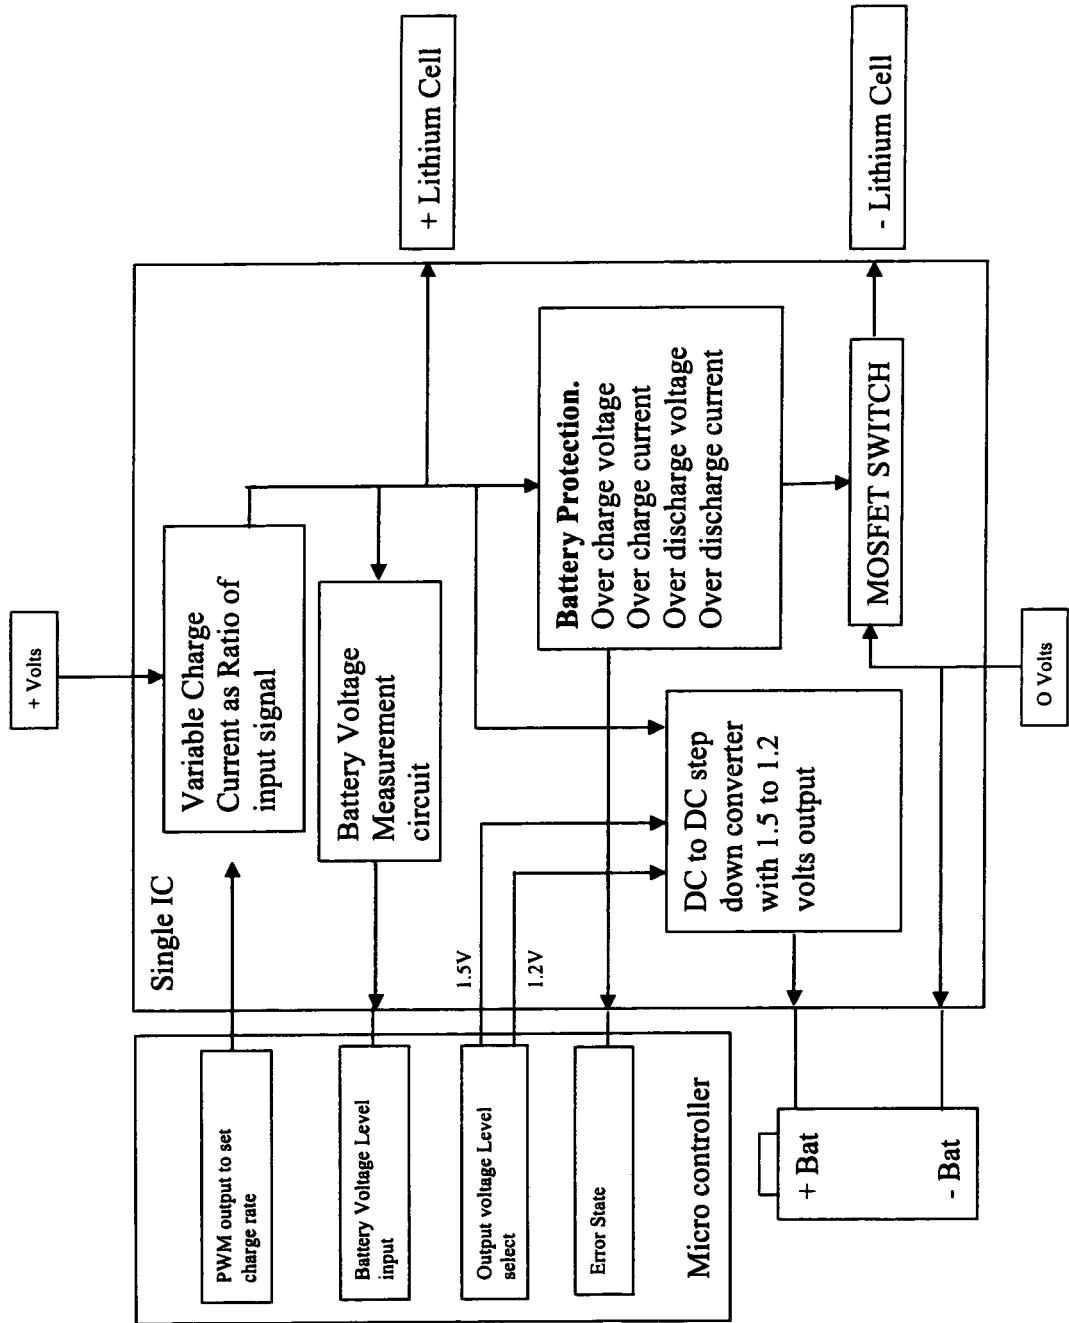 + Volts
Single IC
Variable Charge
Current as Ratio of
input signal
Battery Voltage
Measurement
circuit
+ Lithium Cell
Battery Protection.
Over charge voltage
Over charge current
Over discharge voltage
Over discharge current
DC to DC step
down converter
with 1.5 to 1.2
volts output
MOSFET SWITCH
- Lithium Cell
O Volts
1.5V
1.2V
PWM output to set
charge rate
Battery Voltage Level
input
Output voltage Level
select
Error State
Micro controller
+ Bat
- Bat